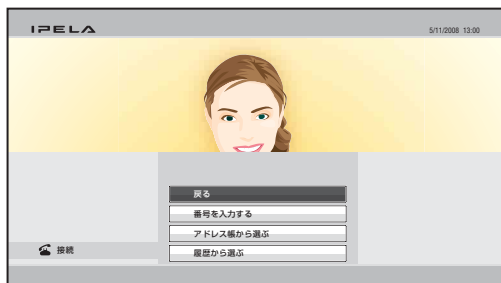 IPELA
5/11/2008 13:00
戻る
番号を入力する
アドレス帳から選ぶ
履歴から選ぶ
接続